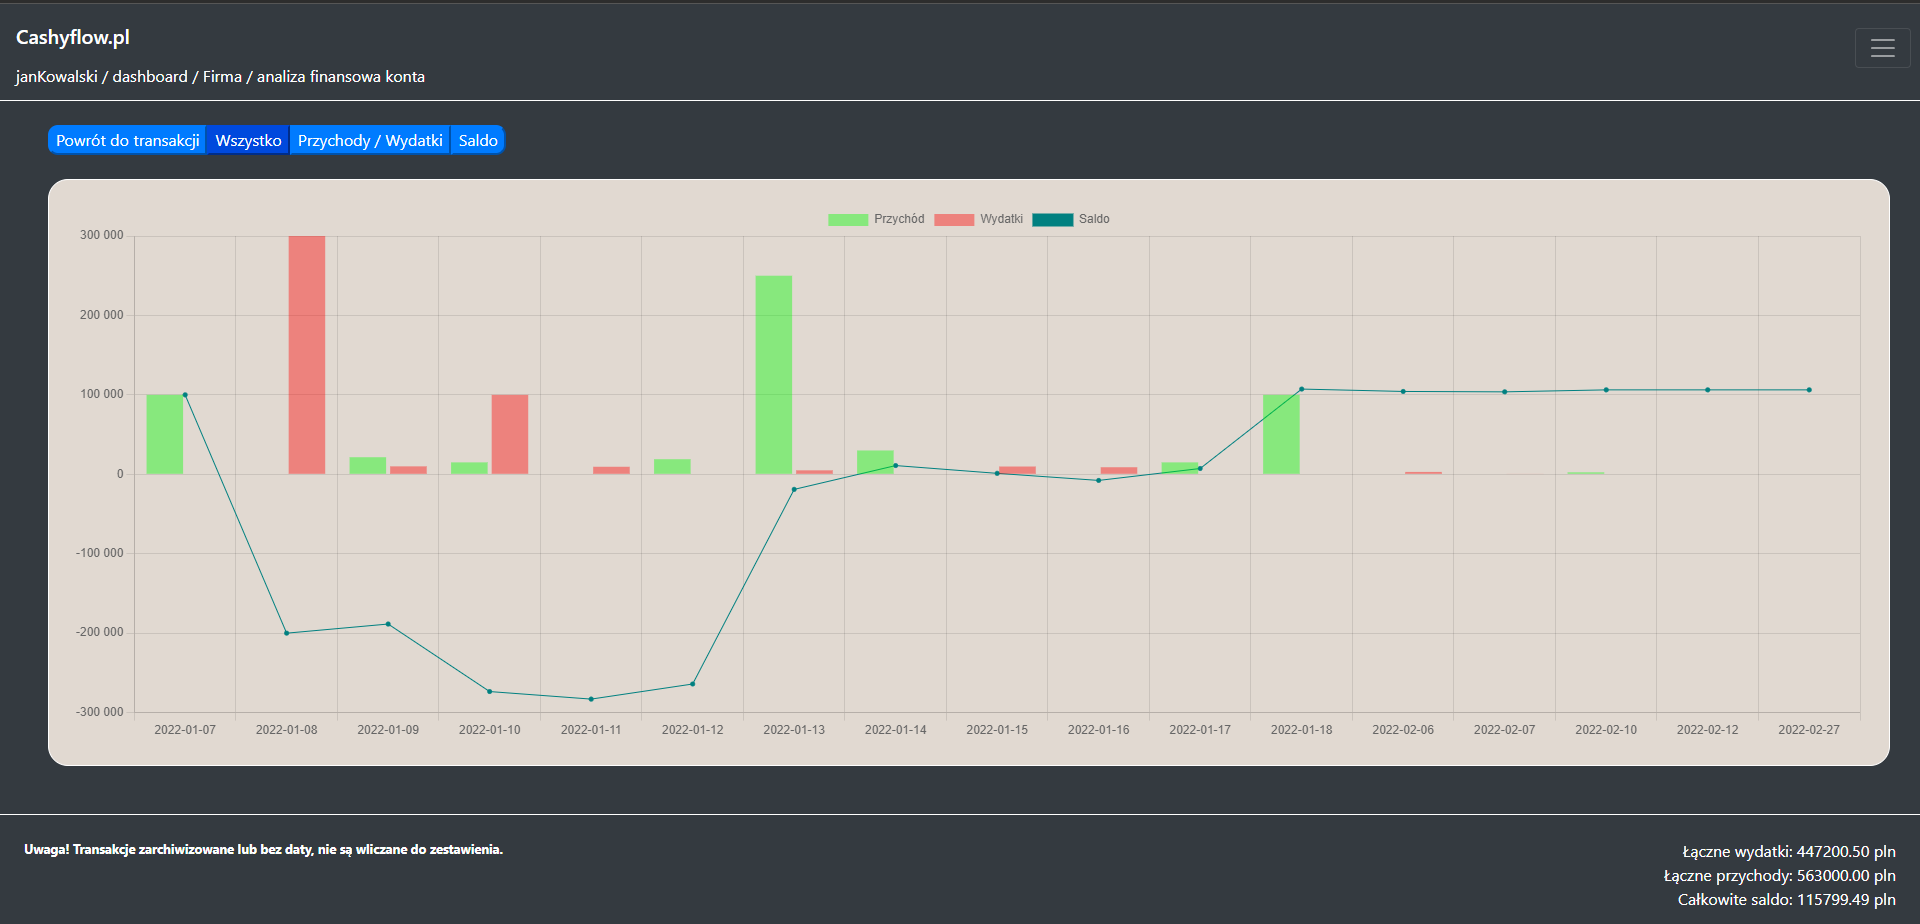 Cashyflow.pl
janKowalski / dashboard / Firma / analiza finansowa konta
Powrót do transakcji Wszystko Przychody / Wydatki Saldo
Przychód Wydatki Saldo
300 000
200 000
100 000
0
-100 000
-200 000
-300 000
2022-01-07 2022-01-08 2022-01-09 2022-01-10 2022-01-11 2022-01-12 2022-01-13 2022-01-14 2022-01-15 2022-01-16 2022-01-17 2022-01-18 2022-02-06 2022-02-07 2022-02-10 2022-02-12 2022-02-27
Uwaga! Transakcje zarchiwizowane lub bez daty, nie są wliczane do zestawienia.
Łączne wydatki: 447200.50 pln
Łączne przychody: 563000.00 pln
Całkowite saldo: 115799.49 pln